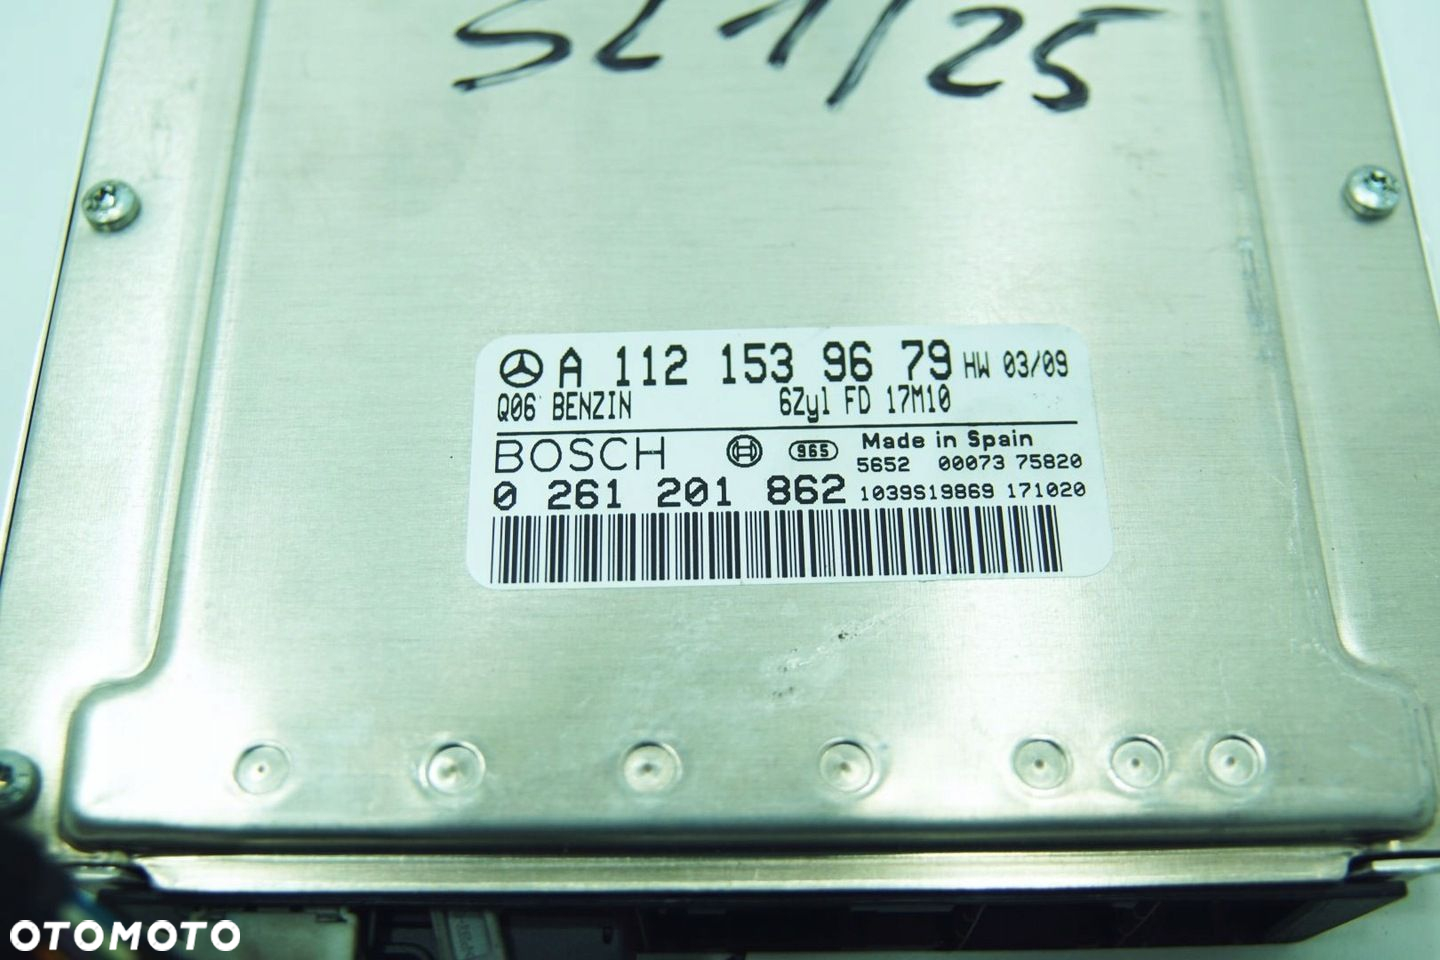 SL1/25
A 112 153 96 79 HW 03/09
Q06 BENZIN 6Zyl FD 17M10
BOSCH 965 Made in Spain
5652 00073 75820
0 261 201 862 1039S19869 171020
OTOMOTO